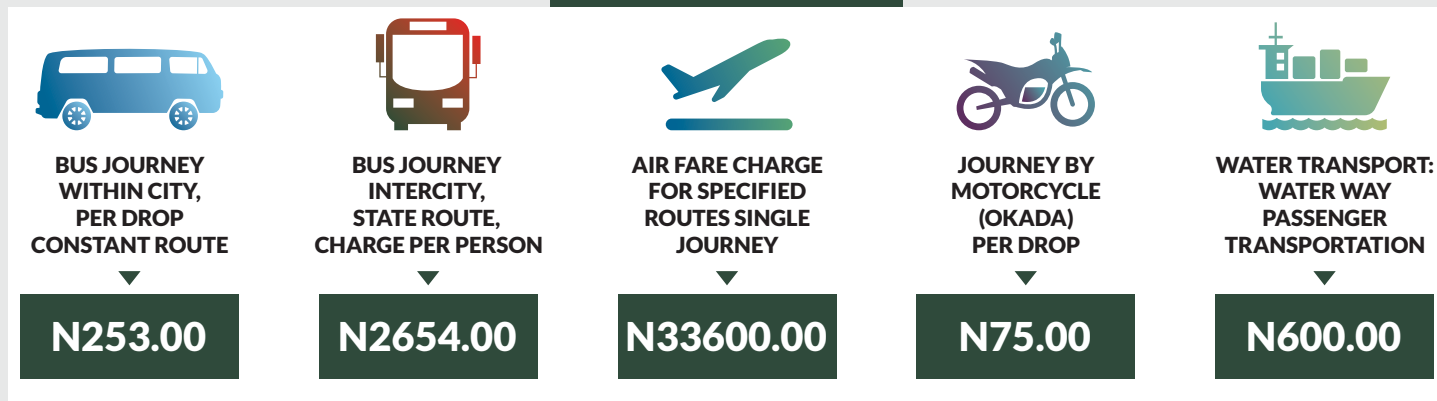 BUS JOURNEY
WITHIN CITY,
PER DROP
CONSTANT ROUTE
N253.00
BUS JOURNEY
INTERCITY,
STATE ROUTE,
CHARGE PER PERSON
N2654.00
AIR FARE CHARGE
FOR SPECIFIED
ROUTES SINGLE
JOURNEY
N33600.00
JOURNEY BY
MOTORCYCLE
(OKADA)
PER DROP
N75.00
WATER TRANSPORT:
WATER WAY
PASSENGER
TRANSPORTATION
N600.00